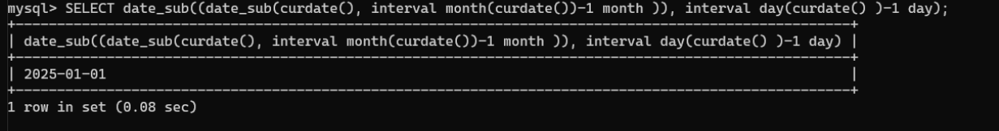 mysql> SELECT date_sub((date_sub(curdate(), interval month(curdate())-1 month )), interval day(curdate() )-1 day);
+----------------------------------------------------------------------------------------------------+
| date_sub((date_sub(curdate(), interval month(curdate())-1 month )), interval day(curdate() )-1 day) |
+----------------------------------------------------------------------------------------------------+
| 2025-01-01 |
+----------------------------------------------------------------------------------------------------+
1 row in set (0.08 sec)